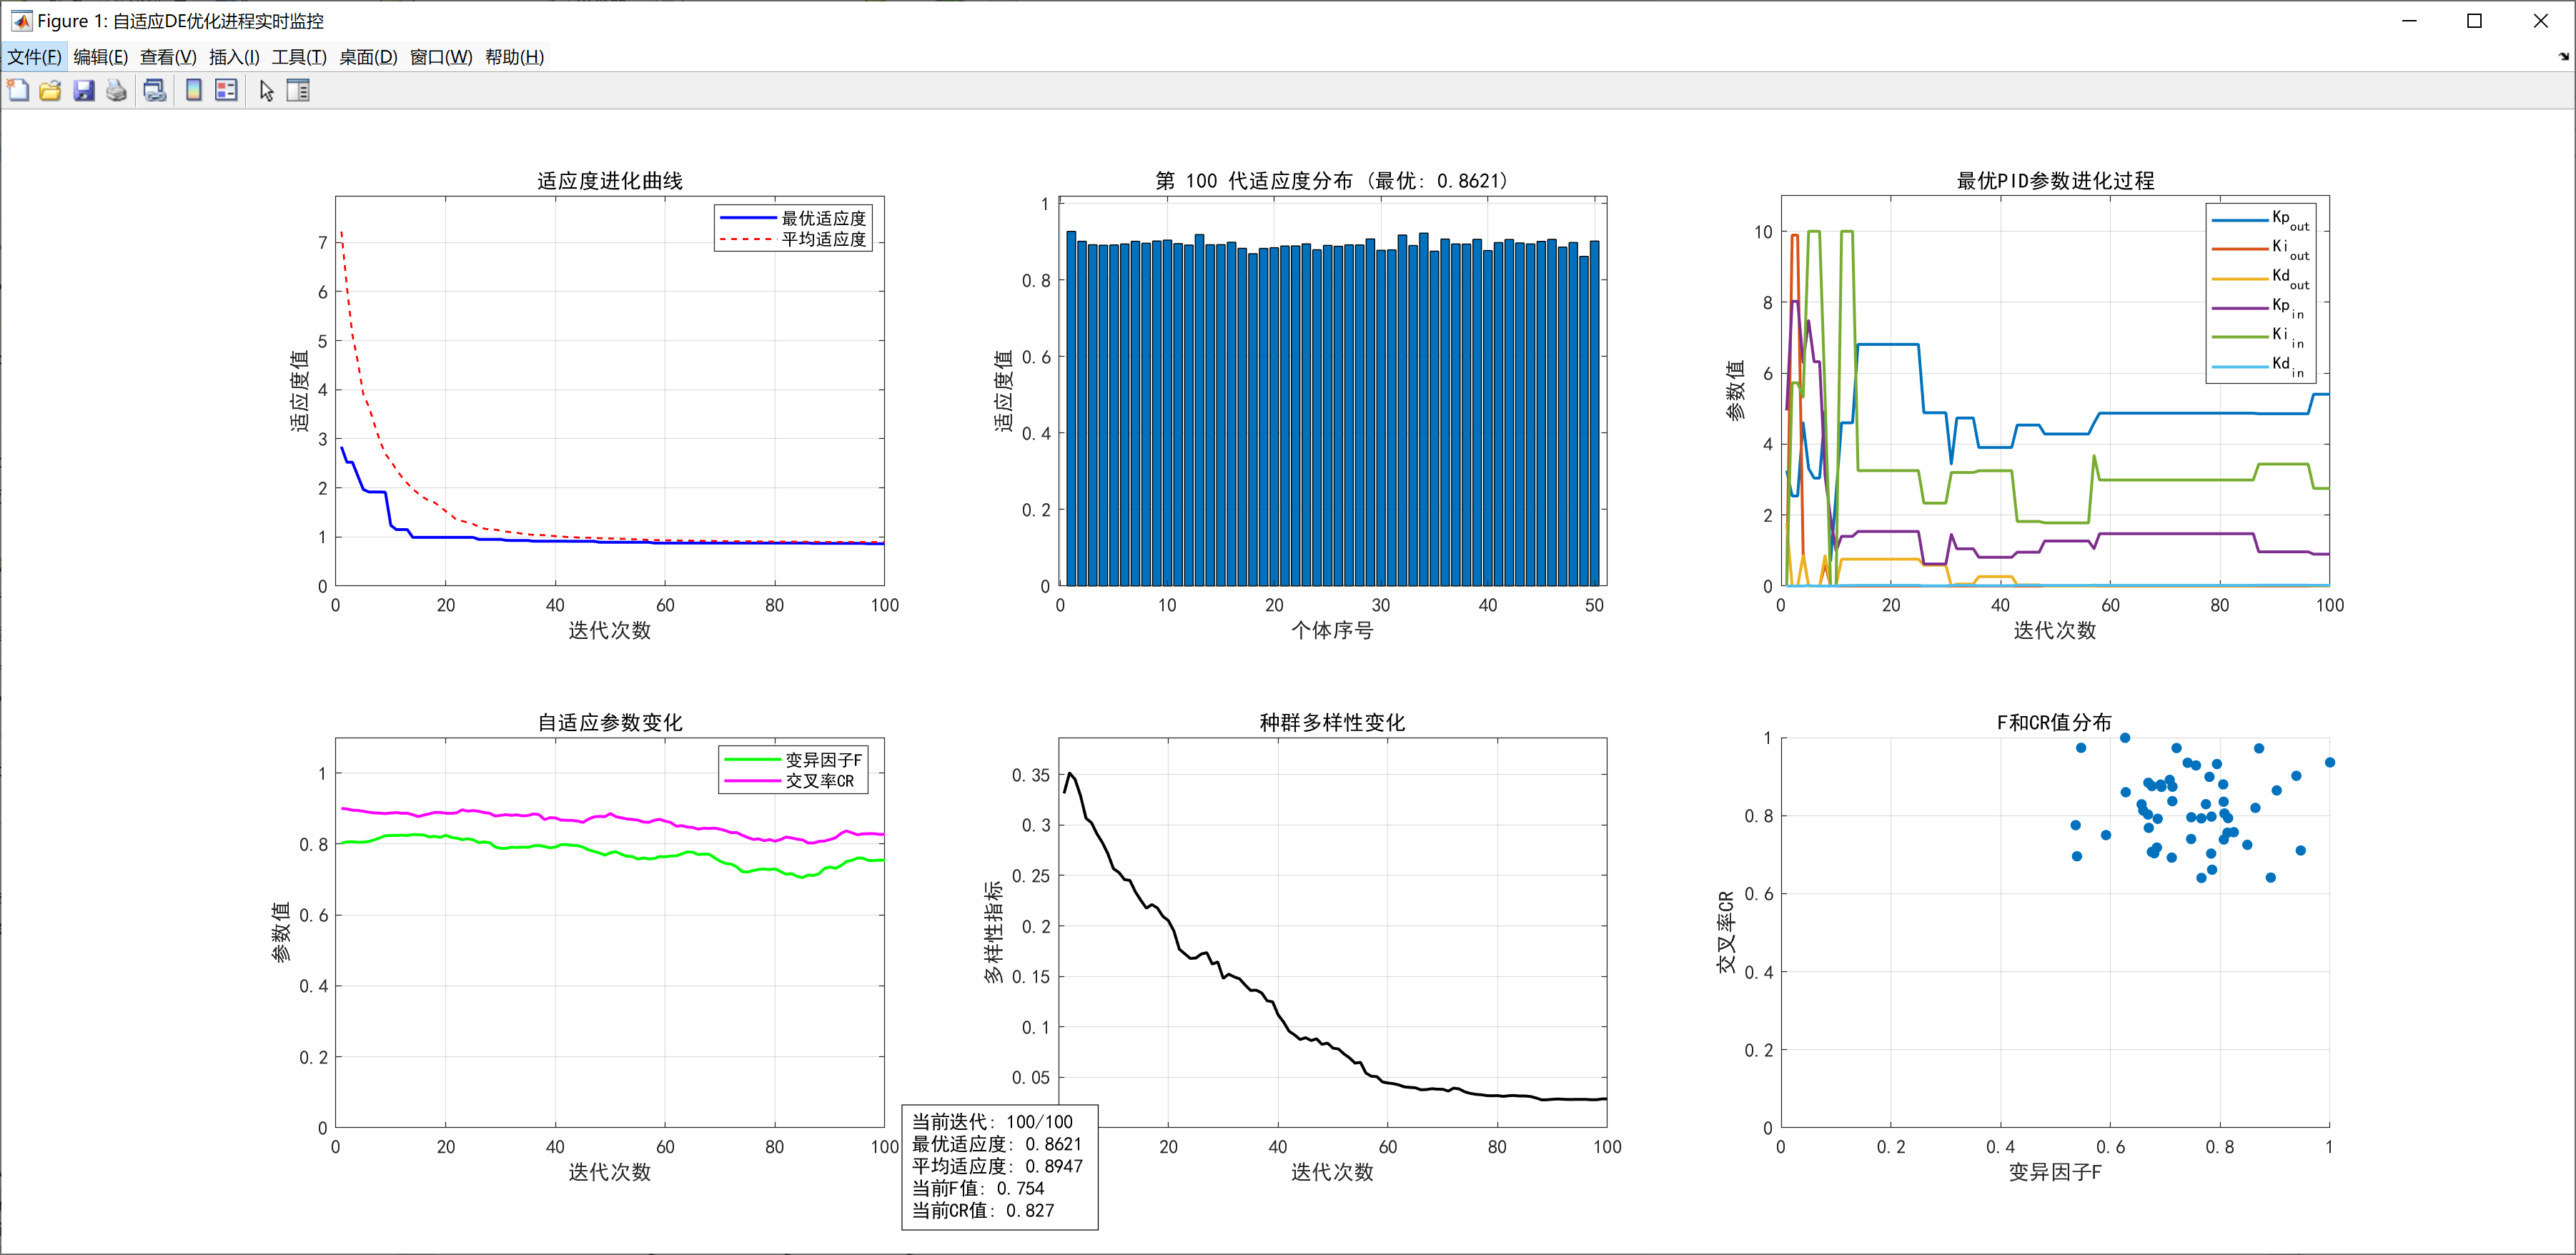 Figure 1: 自适应DE优化进程实时监控
文件(F) 编辑(E) 查看(V) 插入(I) 工具(T) 桌面(D) 窗口(W) 帮助(H)
适应度进化曲线
最优适应度
平均适应度
7
6
5
4
3
2
1
0
适应度值
0 20 40 60 80 100
迭代次数
第 100 代适应度分布 (最优: 0.8621)
1
0.8
0.6
0.4
0.2
0
适应度值
0 10 20 30 40 50
个体序号
最优PID参数进化过程
Kp_out
Ki_out
Kd_out
Kp_in
Ki_in
Kd_in
10
8
6
4
2
0
参数值
0 20 40 60 80 100
迭代次数
自适应参数变化
变异因子F
交叉率CR
1
0.8
0.6
0.4
0.2
0
参数值
0 20 40 60 80 100
迭代次数
种群多样性变化
0.35
0.3
0.25
0.2
0.15
0.1
0.05
多样性指标
20 40 60 80 100
迭代次数
当前迭代: 100/100
最优适应度: 0.8621
平均适应度: 0.8947
当前F值: 0.754
当前CR值: 0.827
F和CR值分布
1
0.8
0.6
0.4
0.2
0
交叉率CR
0 0.2 0.4 0.6 0.8 1
变异因子F